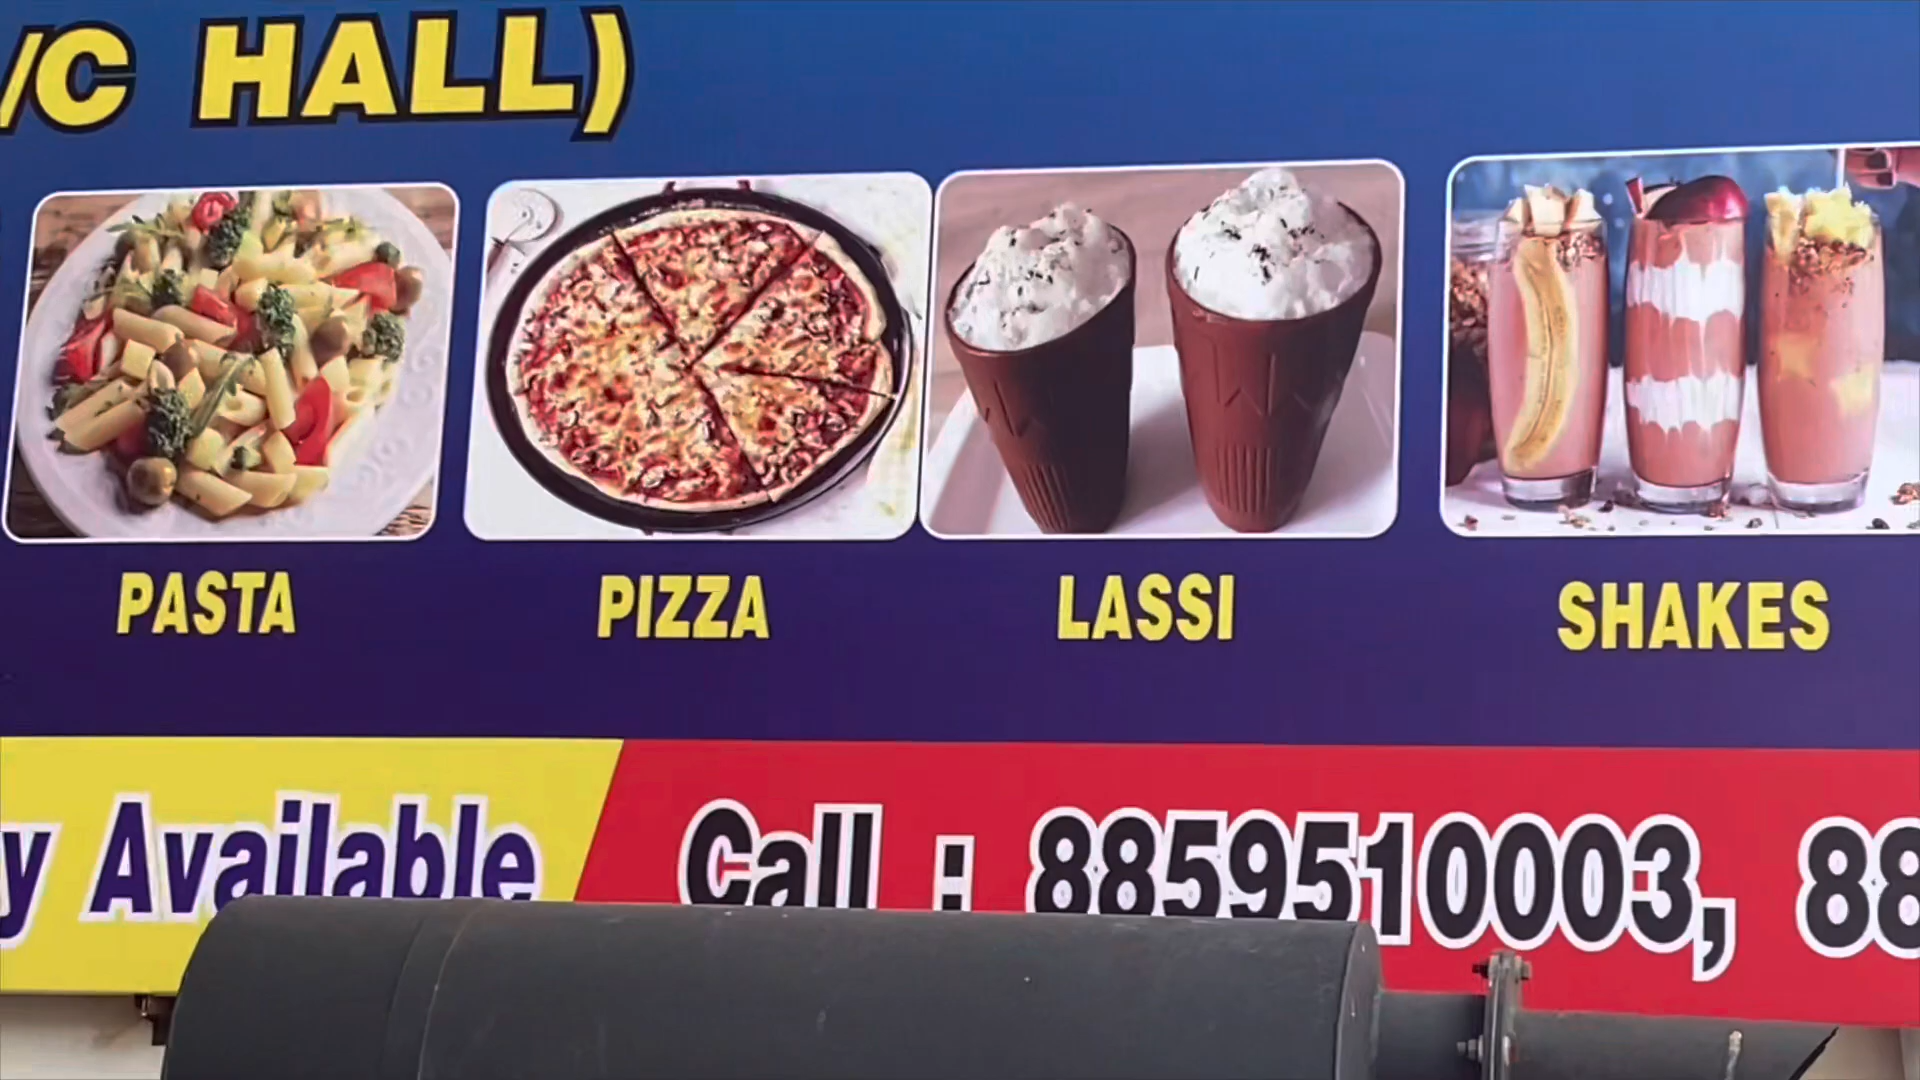 /C HALL)
PASTA
PIZZA
LASSI
SHAKES
y Available
Call : 8859510003, 88